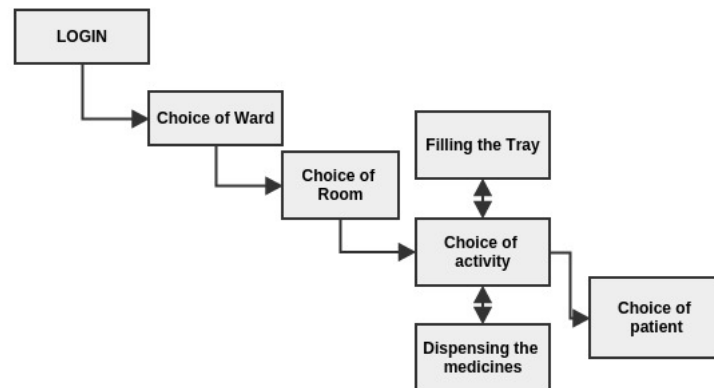 LOGIN
Choice of Ward
Filling the Tray
Choice of
Room
Choice of
activity
Choice of
patient
Dispensing the
medicines